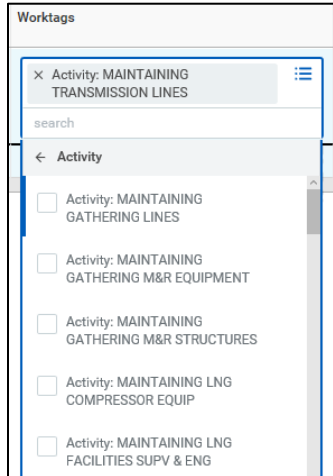 Worktags
× Activity: MAINTAINING
TRANSMISSION LINES
search
← Activity
Activity: MAINTAINING
GATHERING LINES
Activity: MAINTAINING
GATHERING M&R EQUIPMENT
Activity: MAINTAINING
GATHERING M&R STRUCTURES
Activity: MAINTAINING LNG
COMPRESSOR EQUIP
Activity: MAINTAINING LNG
FACILITIES SUPV & ENG